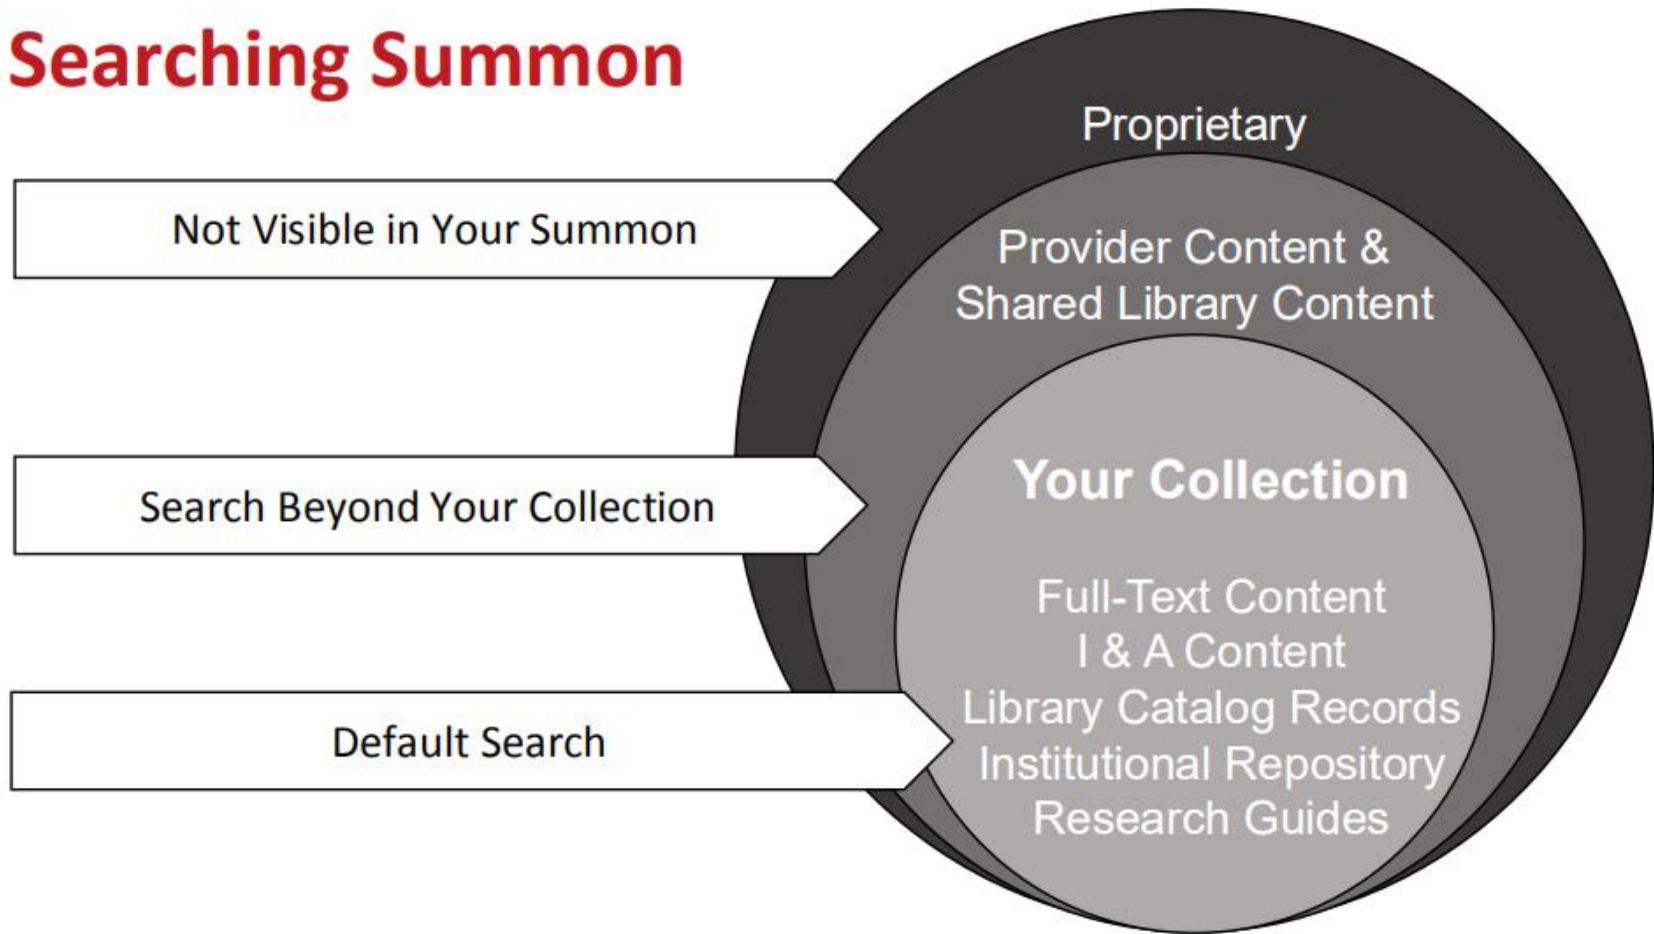 Searching Summon
Not Visible in Your Summon
Search Beyond Your Collection
Default Search
Proprietary
Provider Content &
Shared Library Content
Your Collection
Full-Text Content
I & A Content
Library Catalog Records
Institutional Repository
Research Guides